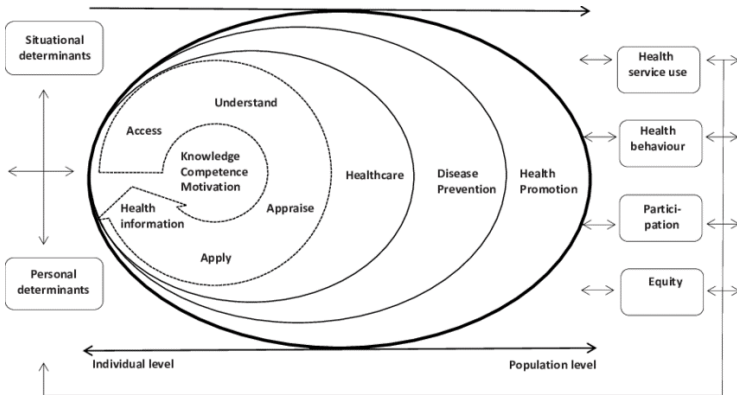 Situational
determinants
Understand
Access
Knowledge
Competence
Motivation
Health
information
Appraise
Apply
Healthcare
Disease
Prevention
Health
Promotion
Personal
determinants
Health
service use
Health
behaviour
Partici-
pation
Equity
Individual level
Population level